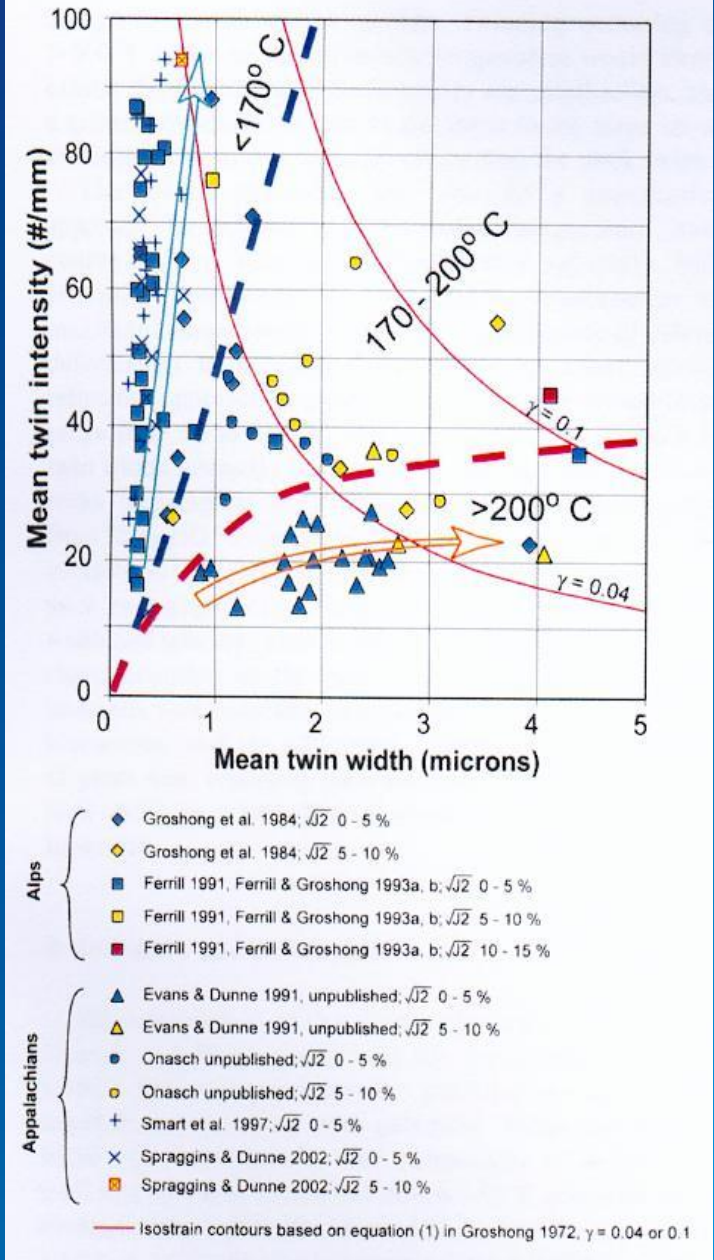 100
80
60
40
20
0
Mean twin intensity (#/mm)
<170° C
170 - 200° C
γ = 0.1
>200° C
γ = 0.04
0 1 2 3 4 5
Mean twin width (microns)
Alps
Groshong et al. 1984; √J2 0 - 5 %
Groshong et al. 1984; √J2 5 - 10 %
Ferrill 1991, Ferrill & Groshong 1993a, b; √J2 0 - 5 %
Ferrill 1991, Ferrill & Groshong 1993a, b; √J2 5 - 10 %
Ferrill 1991, Ferrill & Groshong 1993a, b; √J2 10 - 15 %
Appalachians
Evans & Dunne 1991, unpublished; √J2 0 - 5 %
Evans & Dunne 1991, unpublished; √J2 5 - 10 %
Onasch unpublished; √J2 0 - 5 %
Onasch unpublished; √J2 5 - 10 %
Smart et al. 1997; √J2 0 - 5 %
Spraggins & Dunne 2002; √J2 0 - 5 %
Spraggins & Dunne 2002; √J2 5 - 10 %
Isostrain contours based on equation (1) in Groshong 1972, γ = 0.04 or 0.1